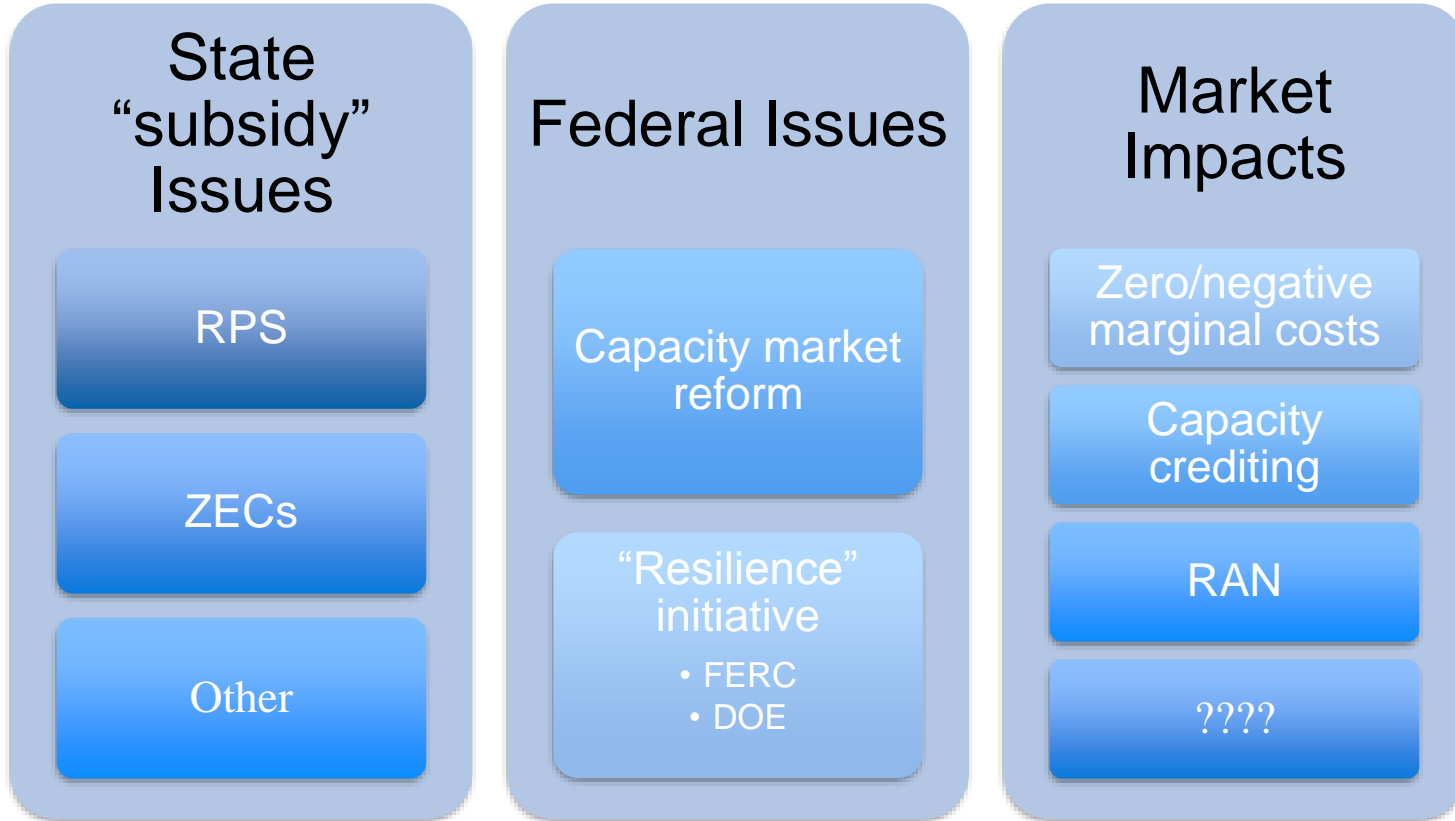 State
“subsidy”
Issues
RPS
ZECs
Other
Federal Issues
Capacity market
reform
“Resilience”
initiative
• FERC
• DOE
Market
Impacts
Zero/negative
marginal costs
Capacity
crediting
RAN
????